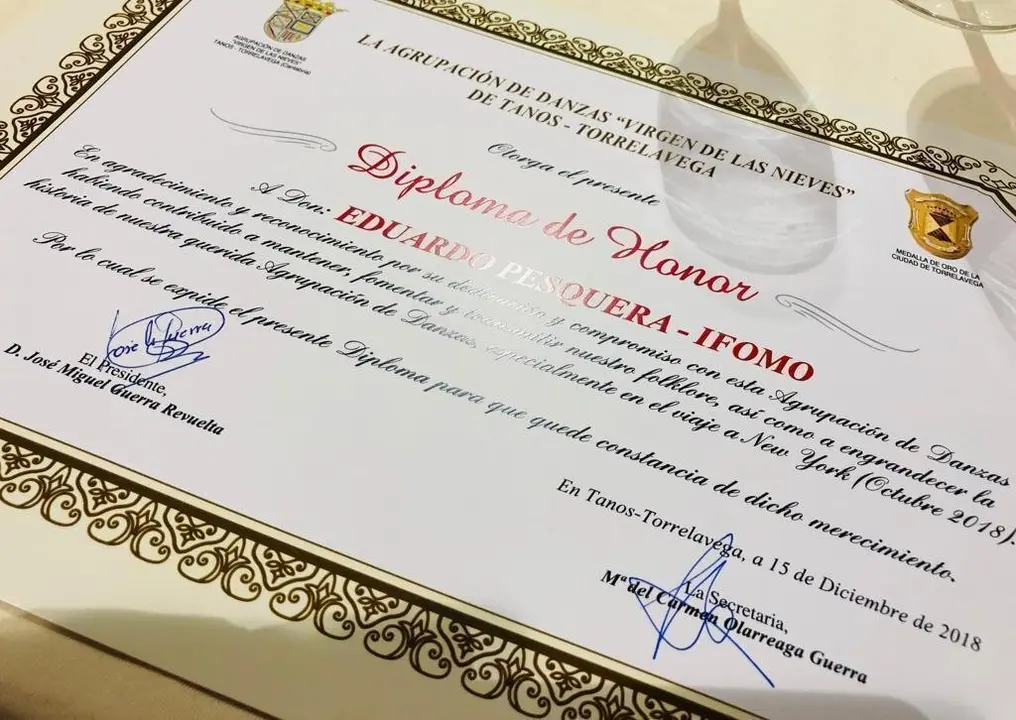 AGRUPACIÓN DE DANZAS
"VIRGEN DE LAS NIEVES"
TANOS - TORRELAVEGA (Cantabria)
LA AGRUPACIÓN DE DANZAS "VIRGEN DE LAS NIEVES"
DE TANOS - TORRELAVEGA
Otorga el presente
Diploma de Honor
A Don.- EDUARDO PESQUERA - IFOMO
MEDALLA DE ORO DE LA
CIUDAD DE TORRELAVEGA
En agradecimiento y reconocimiento por su dedicación y compromiso con esta Agrupación de Danzas
habiendo contribuido a mantener, fomentar y transmitir nuestro folklore, así como a engrandecer la
historia de nuestra querida Agrupación de Danzas, especialmente en el viaje a New York (Octubre 2018).
Por lo cual se expide el presente Diploma para que quede constancia de dicho merecimiento.
En Tanos-Torrelavega, a 15 de Diciembre de 2018
El Presidente,
D. José Miguel Guerra Revuelta
La Secretaria,
Mª del Carmen Olarreaga Guerra